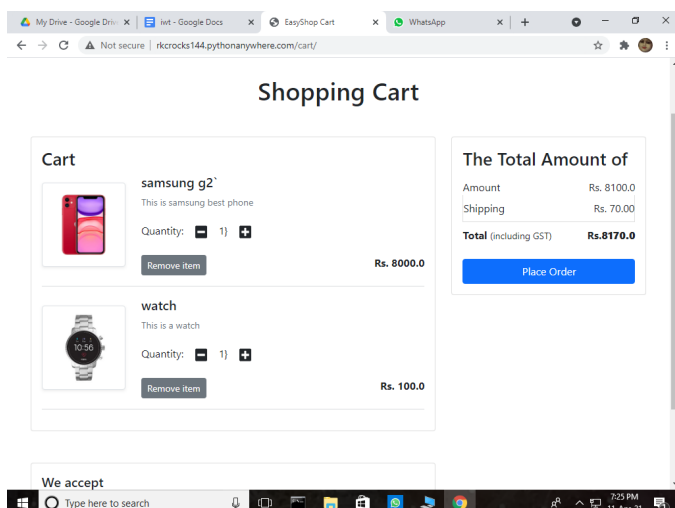 My Drive - Google Driv
iwt - Google Docs
EasyShop Cart
WhatsApp
Not secure | rkcrocks144.pythonanywhere.com/cart/
Shopping Cart
Cart
samsung g2`
This is samsung best phone
Quantity: 1}
Remove item
Rs. 8000.0
10:56
watch
This is a watch
Quantity: 1}
Remove item
Rs. 100.0
The Total Amount of
Amount Rs. 8100.0
Shipping Rs. 70.00
Total (including GST) Rs.8170.0
Place Order
We accept
Type here to search
7:25 PM